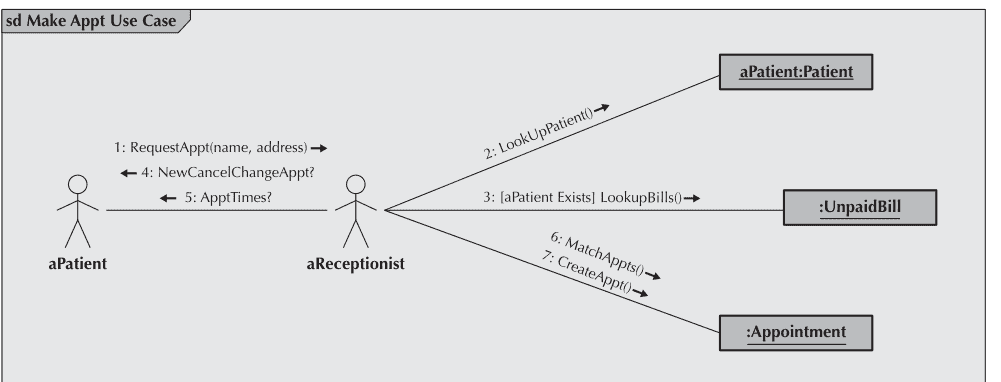 sd Make Appt Use Case
aPatient:Patient
2: LookUpPatient()
1: RequestAppt(name, address)
4: NewCancelChangeAppt?
5: ApptTimes?
3: [aPatient Exists] LookupBills()
:UnpaidBill
aPatient
aReceptionist
6: MatchAppts()
7: CreateAppt()
:Appointment